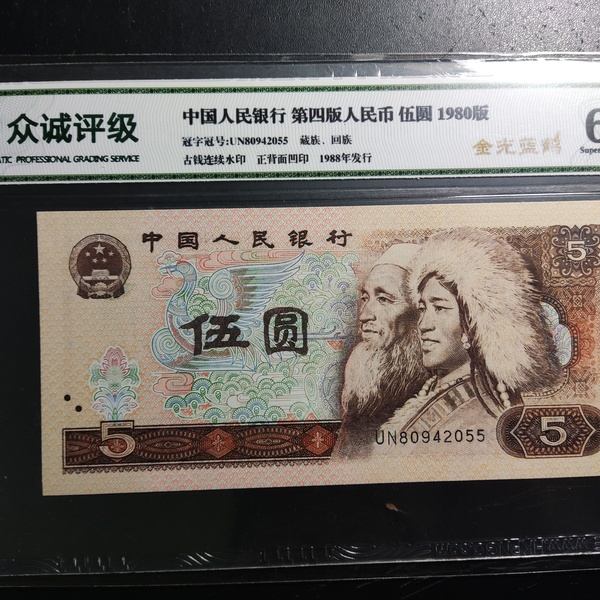 众诚评级
PROFESSIONAL GRADING SERVICE
中国人民银行 第四版人民币 伍圆 1980版
冠字冠号:UN80942055 藏族、回族
古钱连续水印 正背面凹印 1988年发行
金光蓝鹤
6
Super
中国人民银行
5
伍圆
UN80942055
5
5